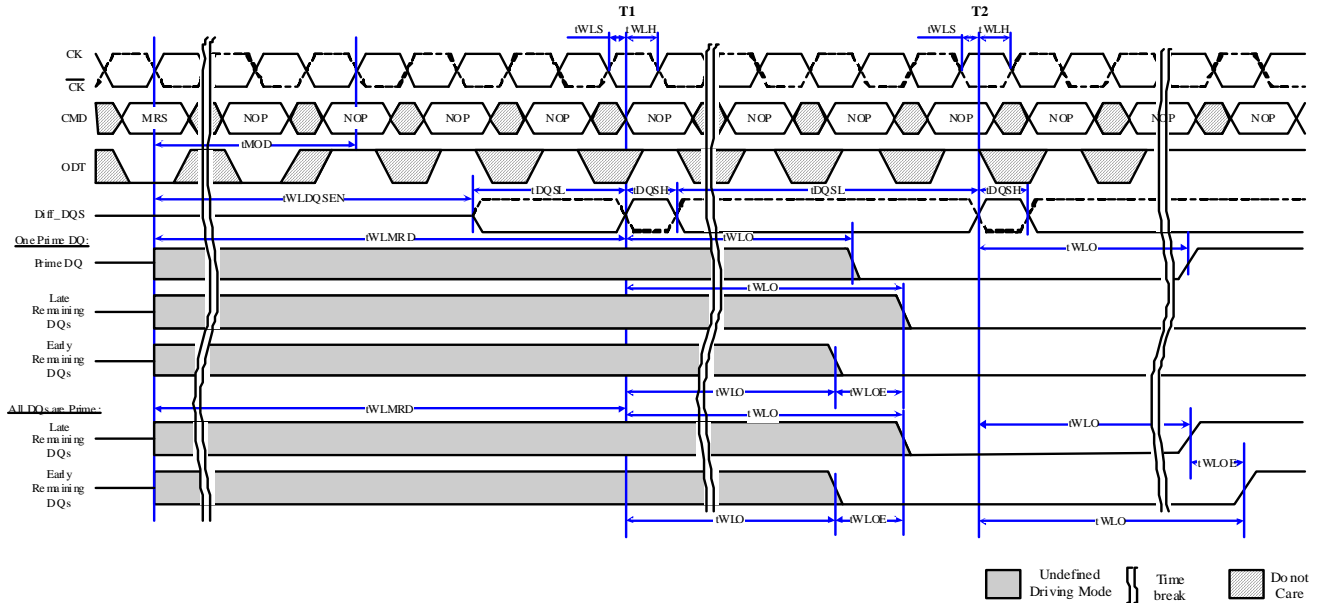 T1 T2
tWLS tWLH tWLS tWLH
CK
CK
CMD MRS NOP NOP NOP NOP NOP NOP NOP NOP NOP NOP NOP
tMOD
ODT
tWLDQSEN tDQSL tDQSH tDQSL tDQSH
Diff_DQS
One Prime DQ:
tWLMRD tWLO tWLO
Prime DQ
tWLO
Late
Remaining
DQs
Early
Remaining
DQs
tWLO tWLOE
All DQs are Prime:
tWLMRD tWLO
Late
Remaining
DQs
tWLO
tWLOE
Early
Remaining
DQs
tWLO tWLOE tWLO
Undefined
Driving Mode
Time
break
Do not
Care